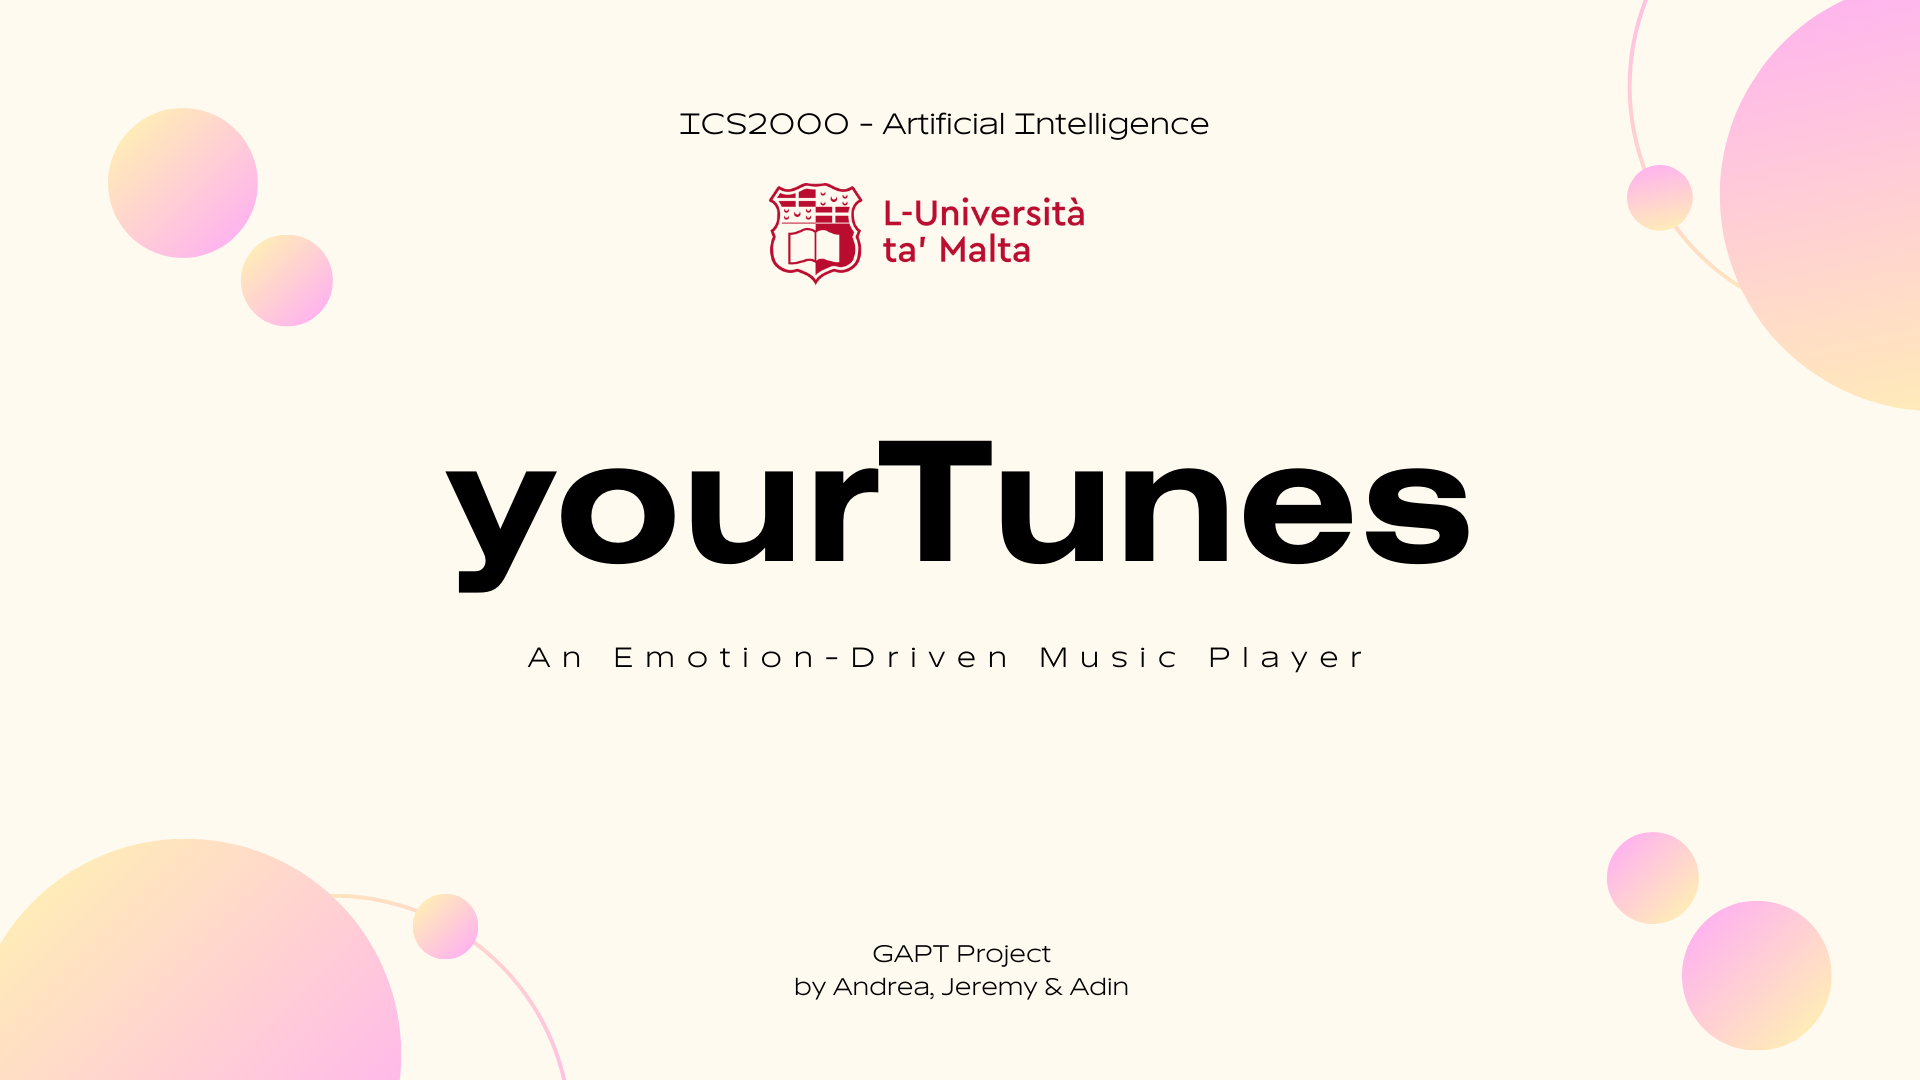 ICS2000 - Artificial Intelligence
L-Università
ta' Malta
yourTunes
An Emotion-Driven Music Player
GAPT Project
by Andrea, Jeremy & Adin